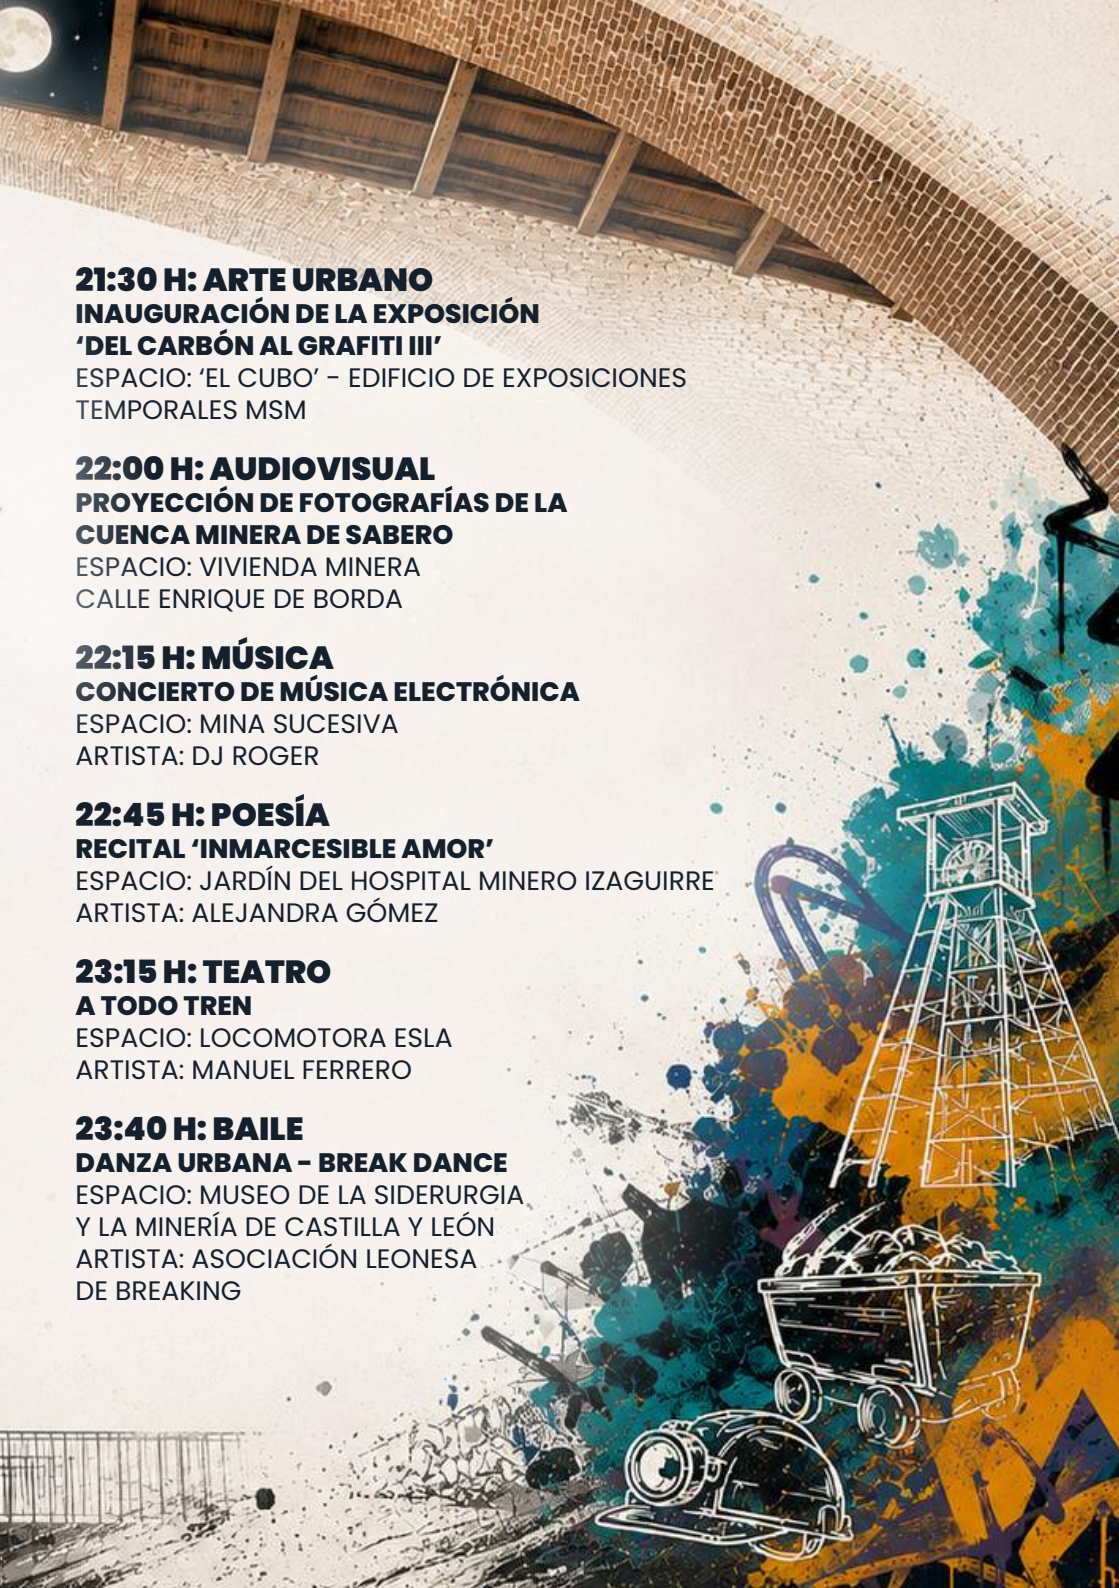 21:30 H: ARTE URBANO
INAUGURACIÓN DE LA EXPOSICIÓN
‘DEL CARBÓN AL GRAFITI III’
ESPACIO: ‘EL CUBO’ - EDIFICIO DE EXPOSICIONES
TEMPORALES MSM
22:00 H: AUDIOVISUAL
PROYECCIÓN DE FOTOGRAFÍAS DE LA
CUENCA MINERA DE SABERO
ESPACIO: VIVIENDA MINERA
CALLE ENRIQUE DE BORDA
22:15 H: MÚSICA
CONCIERTO DE MÚSICA ELECTRÓNICA
ESPACIO: MINA SUCESIVA
ARTISTA: DJ ROGER
22:45 H: POESÍA
RECITAL ‘INMARCESIBLE AMOR’
ESPACIO: JARDÍN DEL HOSPITAL MINERO IZAGUIRRE
ARTISTA: ALEJANDRA GÓMEZ
23:15 H: TEATRO
A TODO TREN
ESPACIO: LOCOMOTORA ESLA
ARTISTA: MANUEL FERRERO
23:40 H: BAILE
DANZA URBANA - BREAK DANCE
ESPACIO: MUSEO DE LA SIDERURGIA
Y LA MINERÍA DE CASTILLA Y LEÓN
ARTISTA: ASOCIACIÓN LEONESA
DE BREAKING